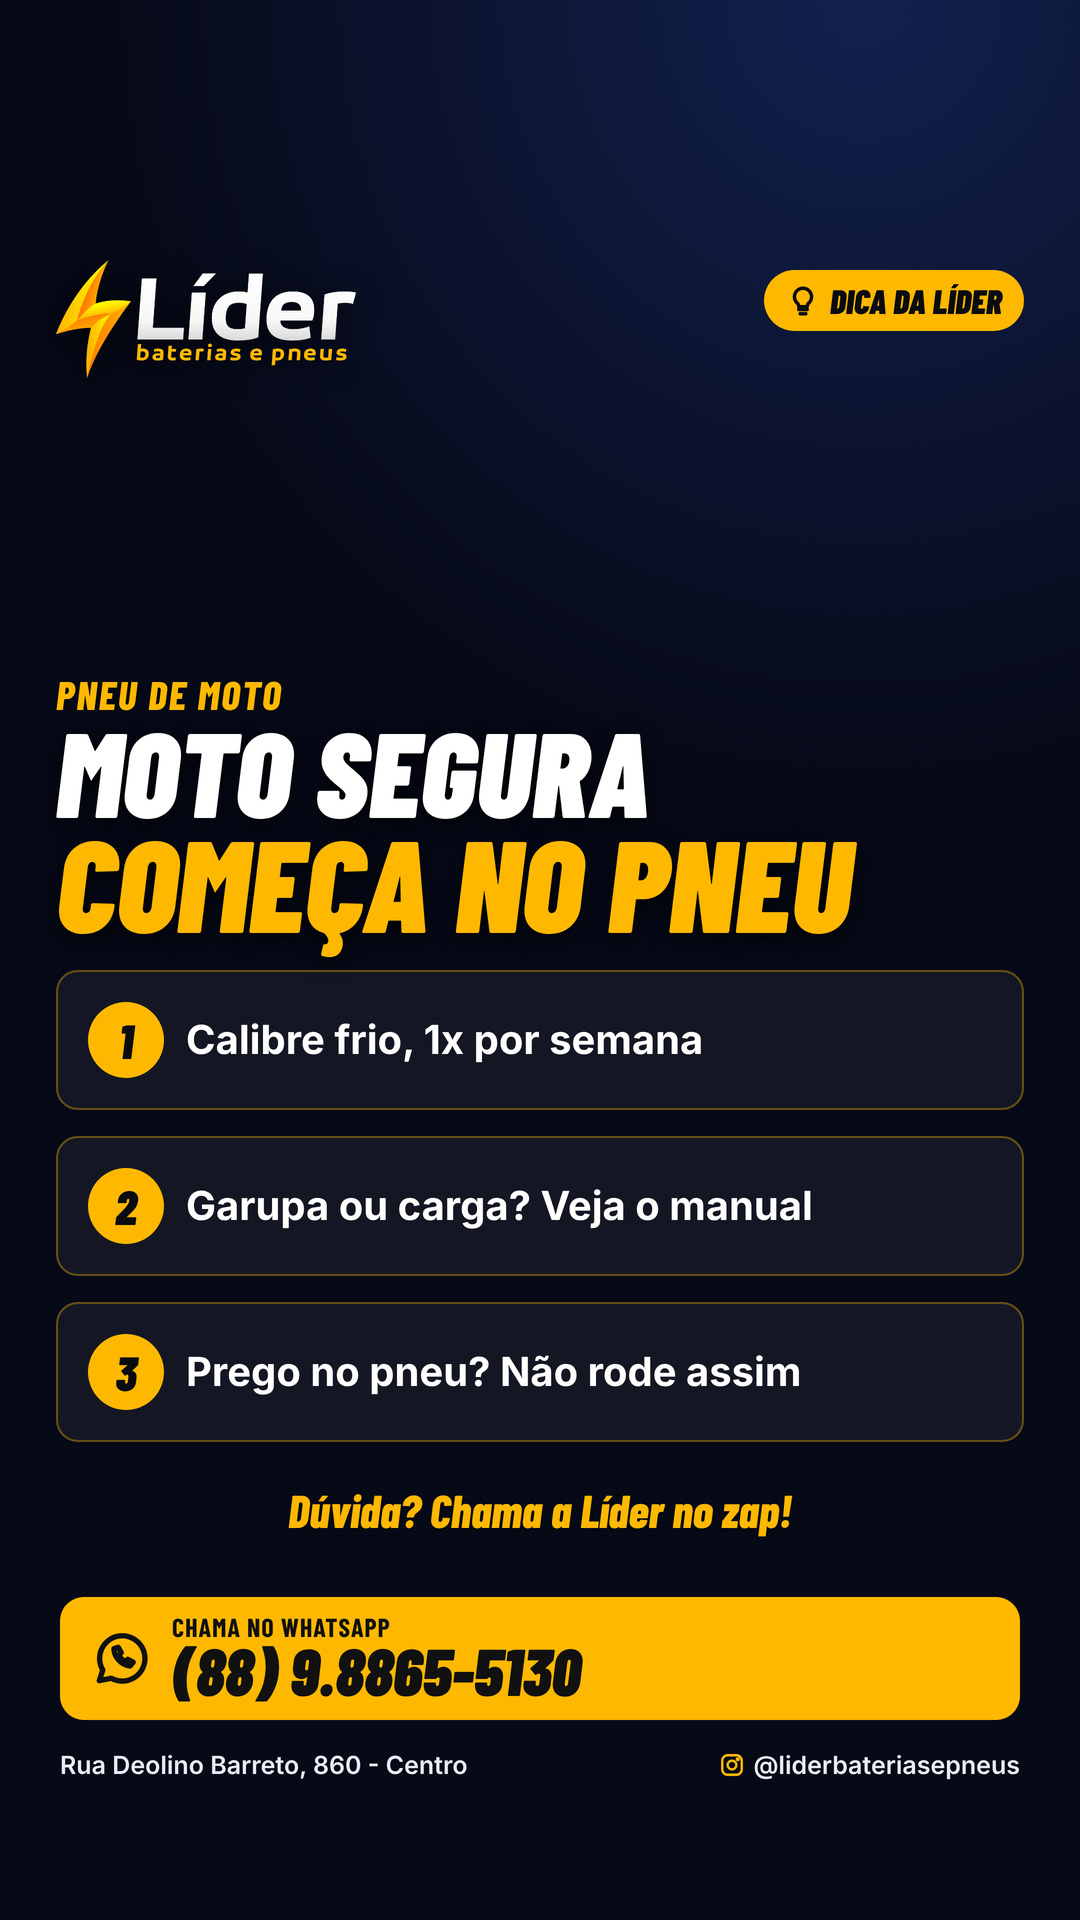 Líder
baterias e pneus
DICA DA LÍDER
PNEU DE MOTO
MOTO SEGURA
COMEÇA NO PNEU
1 Calibre frio, 1x por semana
2 Garupa ou carga? Veja o manual
3 Prego no pneu? Não rode assim
Dúvida? Chama a Líder no zap!
CHAMA NO WHATSAPP
(88) 9.8865-5130
Rua Deolino Barreto, 860 - Centro
@liderbateriasepneus